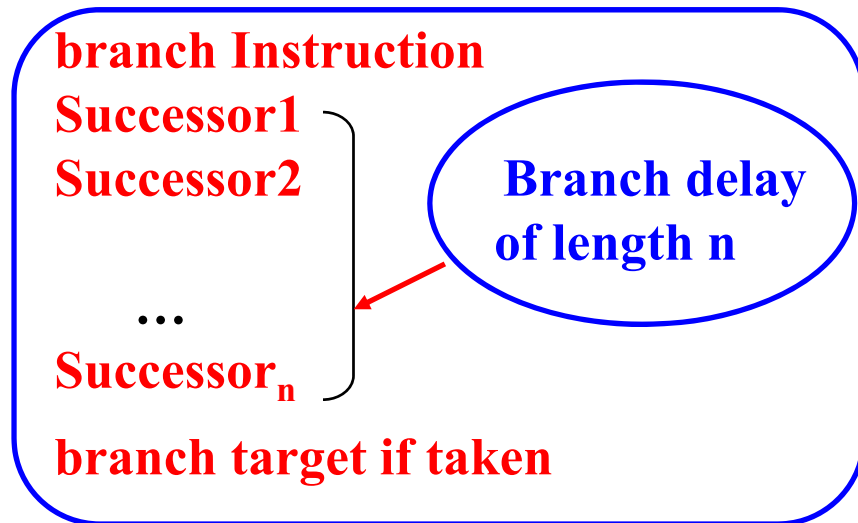 branch Instruction
Successor1
Successor2
Branch delay
of length n
...
Successorn
branch target if taken